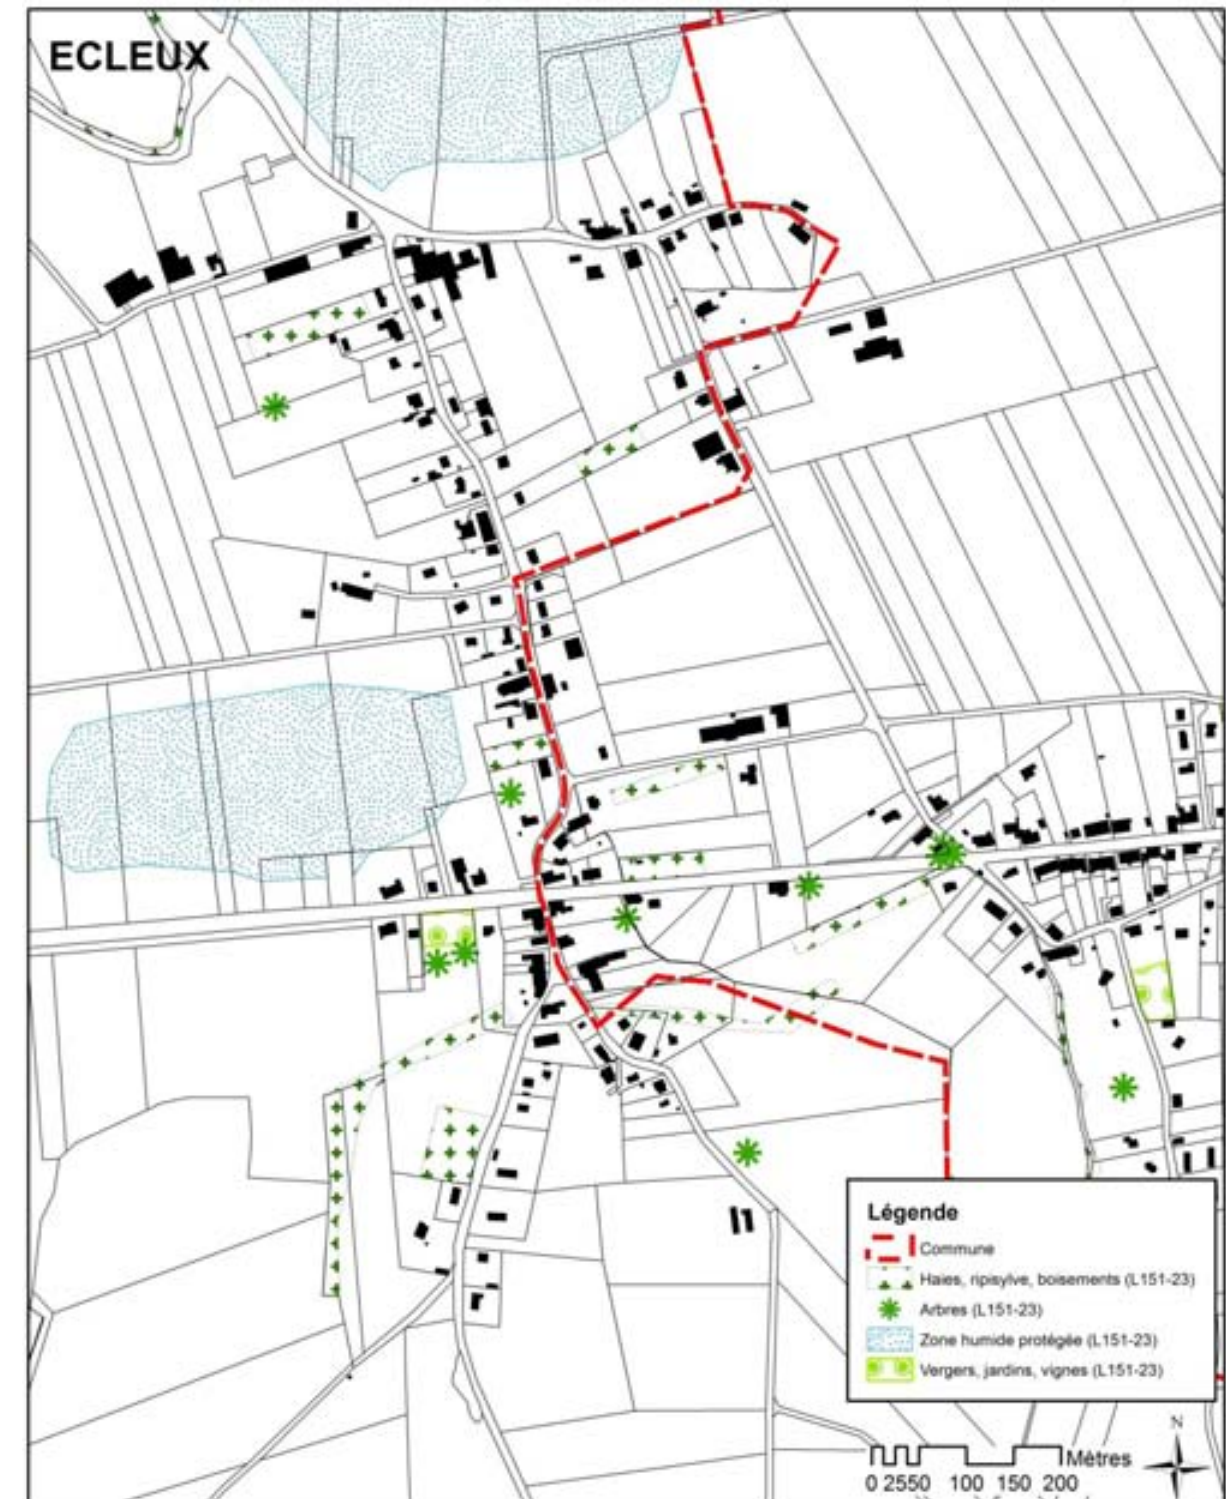 ECLEUX
Légende
Commune
Haies, ripisylve, boisements (L151-23)
Arbres (L151-23)
Zone humide protégée (L151-23)
Vergers, jardins, vignes (L151-23)
N
Mètres
0 2550 100 150 200